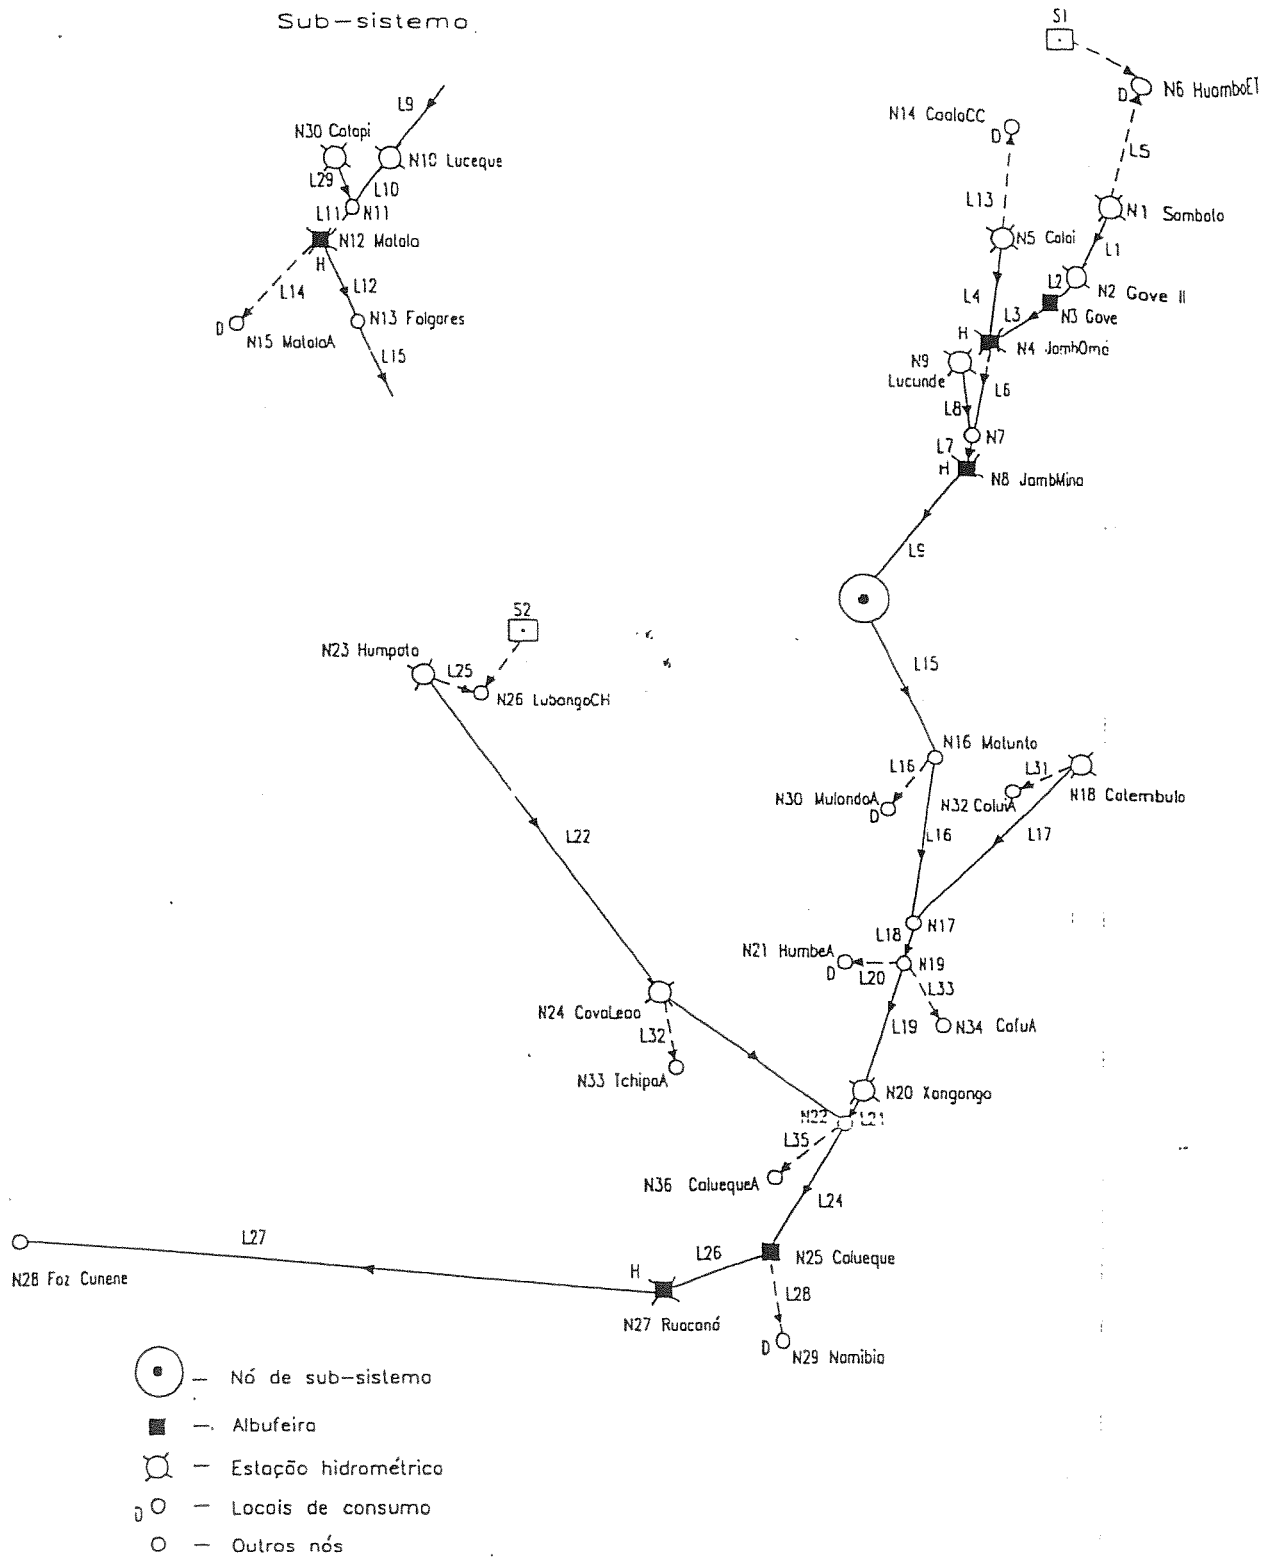 Sub-sistema
S1
N6 HuamboET
D
N14 CaalaCC
D
L5
L9
N30 Catapi
N10 Luceque
L29
L10
L13
N1 Sambolo
L11
N11
N12 Matala
H
N5 Calai
L1
L2
N2 Gove II
L14
L12
L4
L3
N3 Gove
D
N15 MatalaA
N13 Folgares
H
N4 JambOma
N9
Lucunde
L15
L6
L8
N7
L7
H
N8 JambMina
L9
S2
N23 Humpata
L25
N26 LubangoCH
L15
N16 Matunto
L16
L31
N30 MulondoA
D
N32 ColuiA
N18 Catembulo
L22
L16
L17
L18
N17
N21 HumbeA
D
L20
N19
L33
N24 CovaLeao
L19
N34 CafuA
L32
N33 TchipaA
N20 Xangongo
N22
L21
L35
N36 CaluequeA
L24
L27
L26
N25 Calueque
N28 Foz Cunene
H
L28
N27 Ruacaná
D
N29 Namibia
– Nó de sub-sistema
– Albufeira
– Estação hidrométrica
D – Locais de consumo
– Outros nós